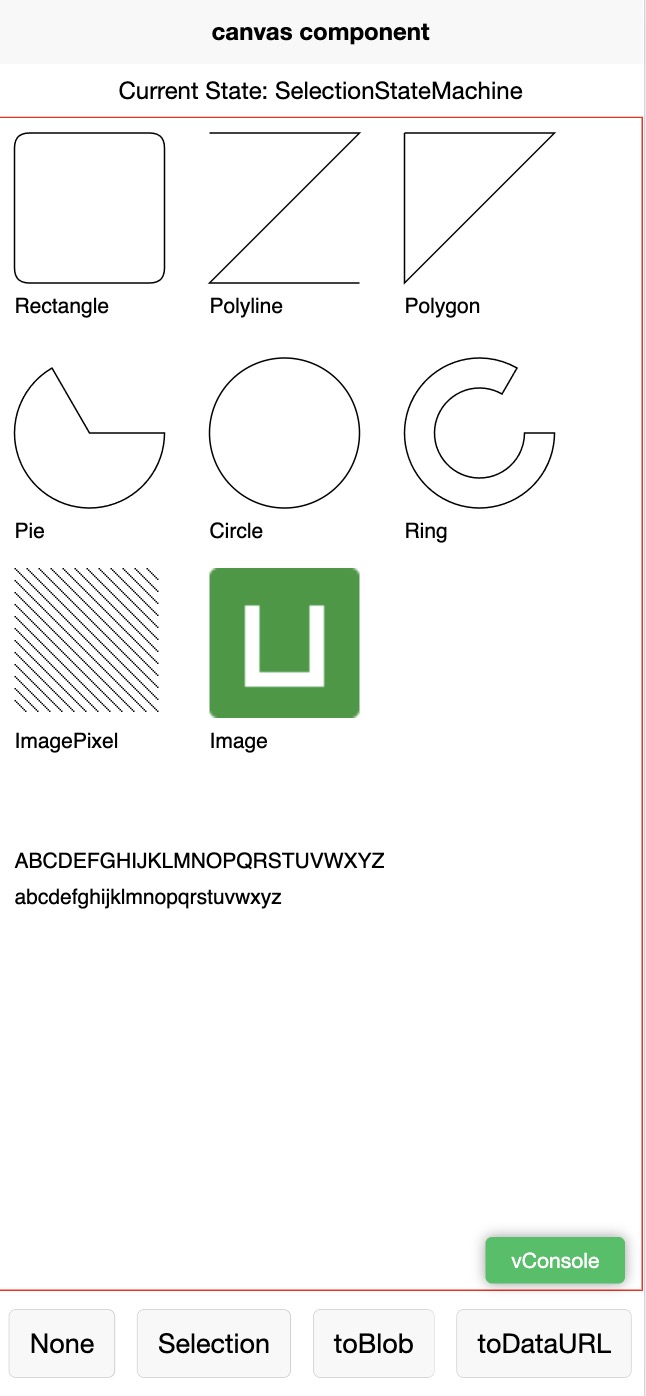 canvas component
Current State: SelectionStateMachine
Rectangle Polyline Polygon
Pie Circle Ring
ImagePixel Image
ABCDEFGHIJKLMNOPQRSTUVWXYZ
abcdefghijklmnopqrstuvwxyz
vConsole
None Selection toBlob toDataURL